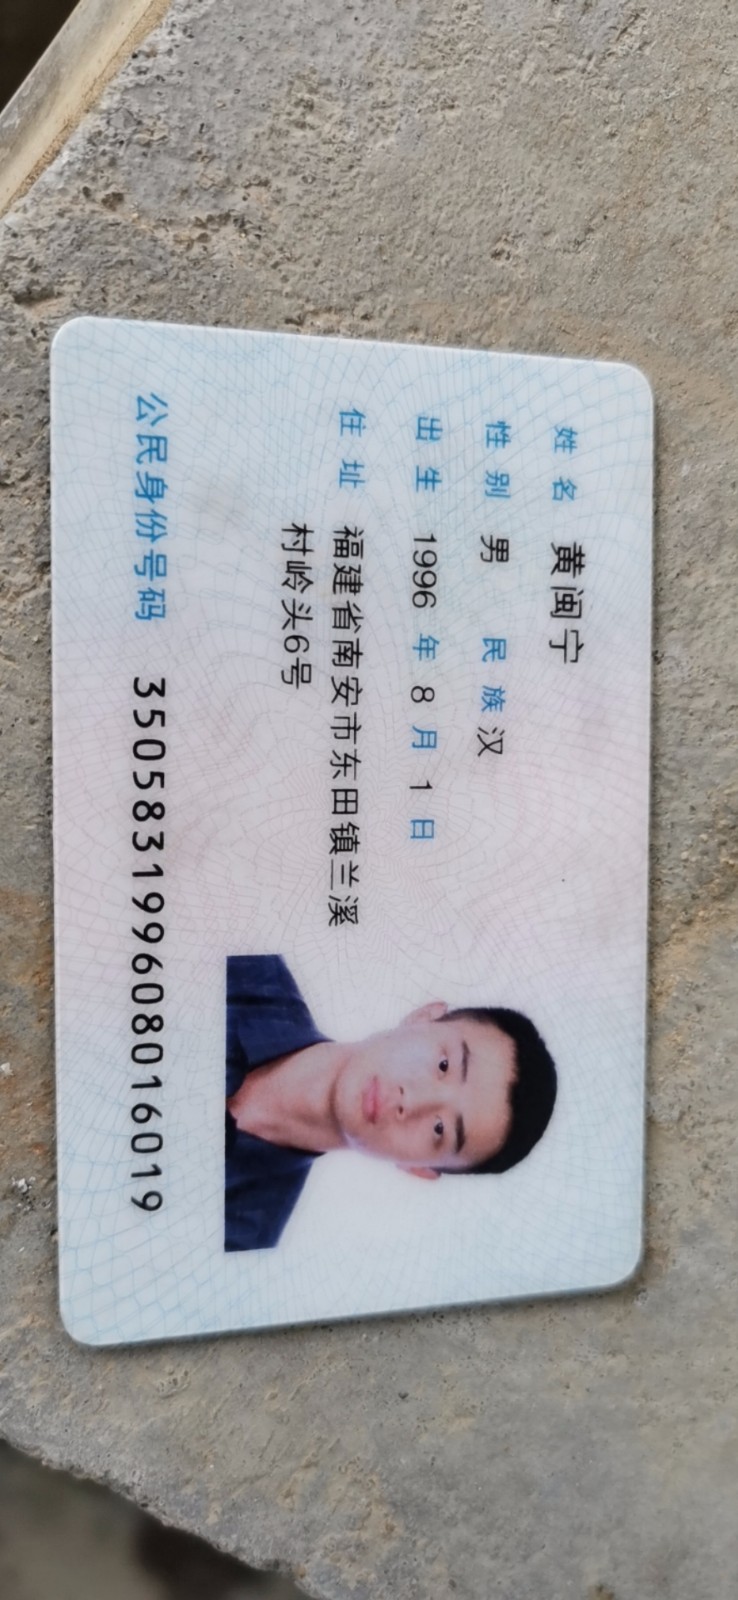 姓名 黄闽宁
性别 男 民族 汉
出生 1996 年 8 月 1 日
住址 福建省南安市东田镇兰溪
村岭头6号
公民身份号码 350583199608016019